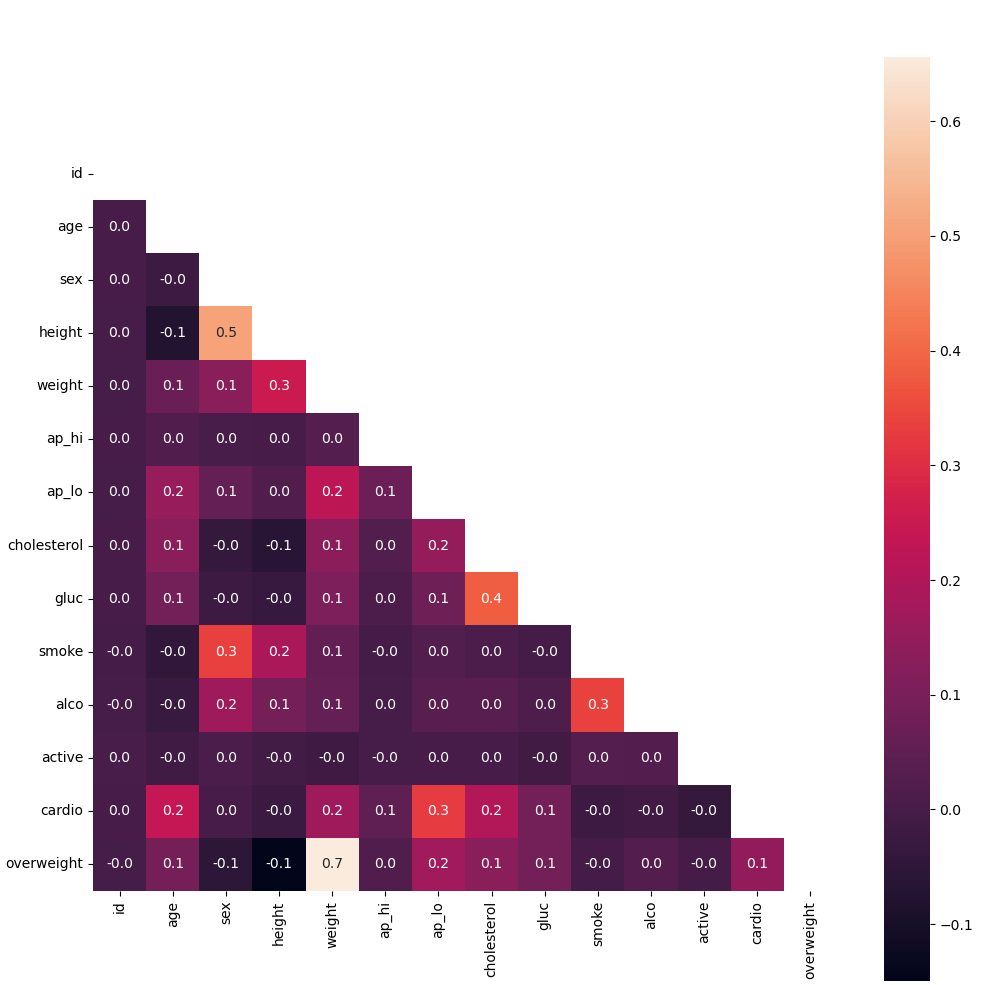 id
age 0.0
sex 0.0 -0.0
height 0.0 -0.1 0.5
weight 0.0 0.1 0.1 0.3
ap_hi 0.0 0.0 0.0 0.0 0.0
ap_lo 0.0 0.2 0.1 0.0 0.2 0.1
cholesterol 0.0 0.1 -0.0 -0.1 0.1 0.0 0.2
gluc 0.0 0.1 -0.0 -0.0 0.1 0.0 0.1 0.4
smoke -0.0 -0.0 0.3 0.2 0.1 -0.0 0.0 0.0 -0.0
alco -0.0 -0.0 0.2 0.1 0.1 0.0 0.0 0.0 0.0 0.3
active 0.0 -0.0 0.0 -0.0 -0.0 -0.0 0.0 0.0 -0.0 0.0 0.0
cardio 0.0 0.2 0.0 -0.0 0.2 0.1 0.3 0.2 0.1 -0.0 -0.0 -0.0
overweight -0.0 0.1 -0.1 -0.1 0.7 0.0 0.2 0.1 0.1 -0.0 0.0 -0.0 0.1
id age sex height weight ap_hi ap_lo cholesterol gluc smoke alco active cardio overweight
0.6
0.5
0.4
0.3
0.2
0.1
0.0
−0.1